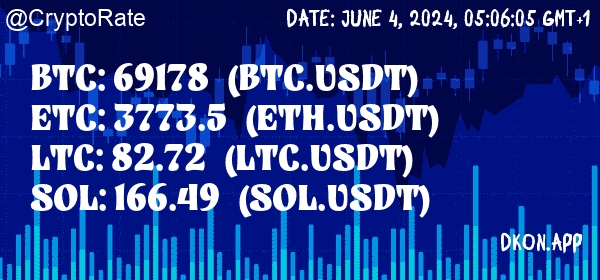 @CryptoRate
DATE: JUNE 4, 2024, 05:06:05 GMT+1
BTC: 69178 (BTC.USDT)
ETC: 3773.5 (ETH.USDT)
LTC: 82.72 (LTC.USDT)
SOL: 166.49 (SOL.USDT)
DKON.APP